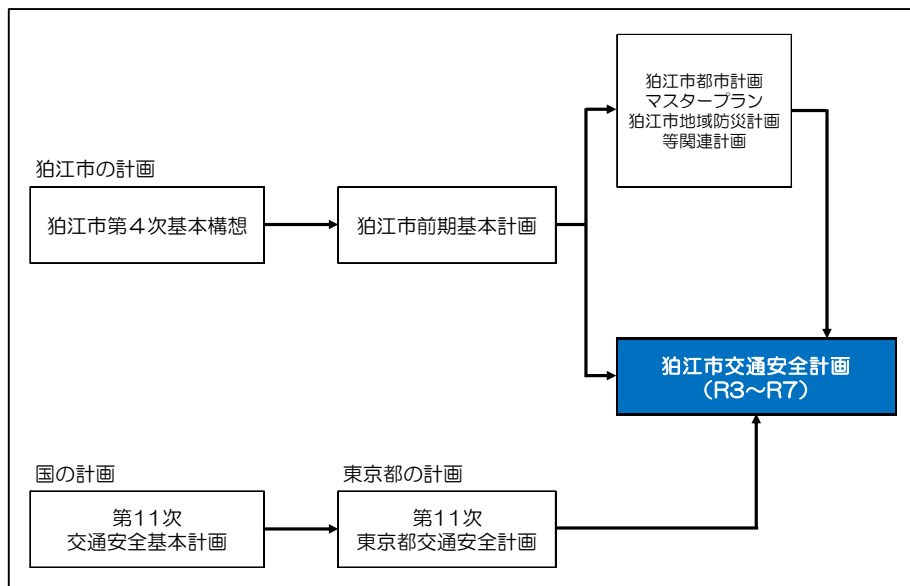 狛江市都市計画
マスタープラン
狛江市地域防災計画
等関連計画
狛江市の計画
狛江市第４次基本構想
狛江市前期基本計画
狛江市交通安全計画
（R3～R7）
国の計画
東京都の計画
第11次
交通安全基本計画
第11次
東京都交通安全計画